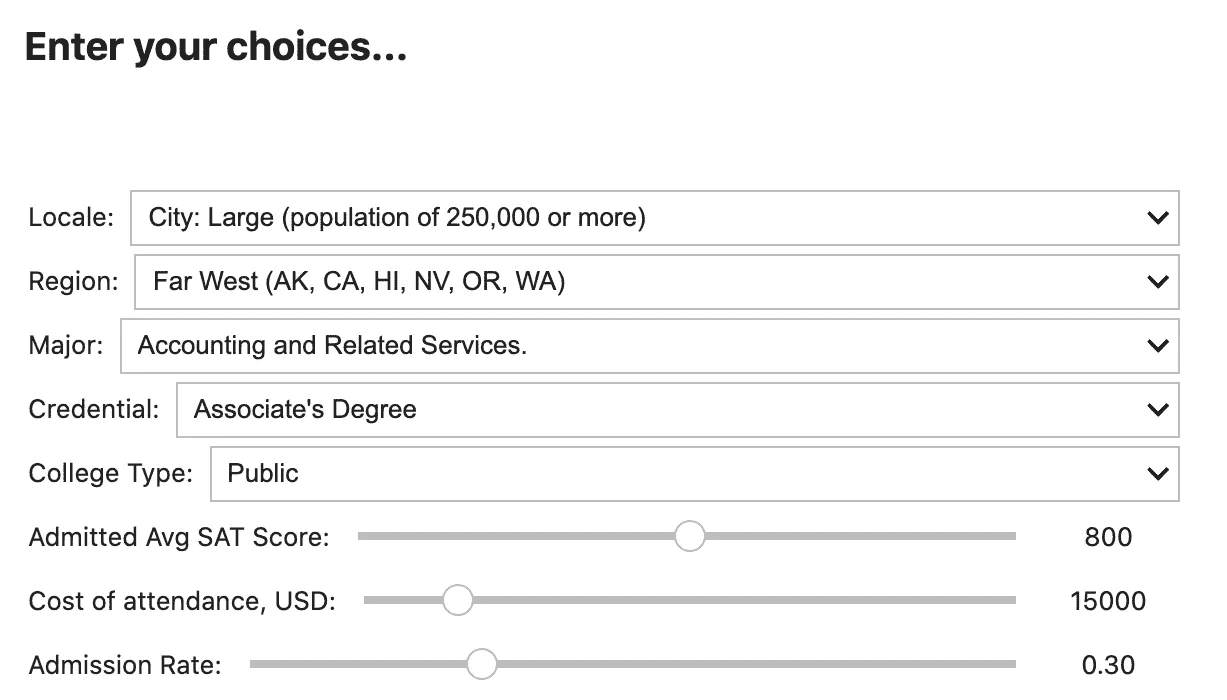 Enter your choices...
Locale: City: Large (population of 250,000 or more)
Region: Far West (AK, CA, HI, NV, OR, WA)
Major: Accounting and Related Services.
Credential: Associate's Degree
College Type: Public
Admitted Avg SAT Score: 800
Cost of attendance, USD: 15000
Admission Rate: 0.30